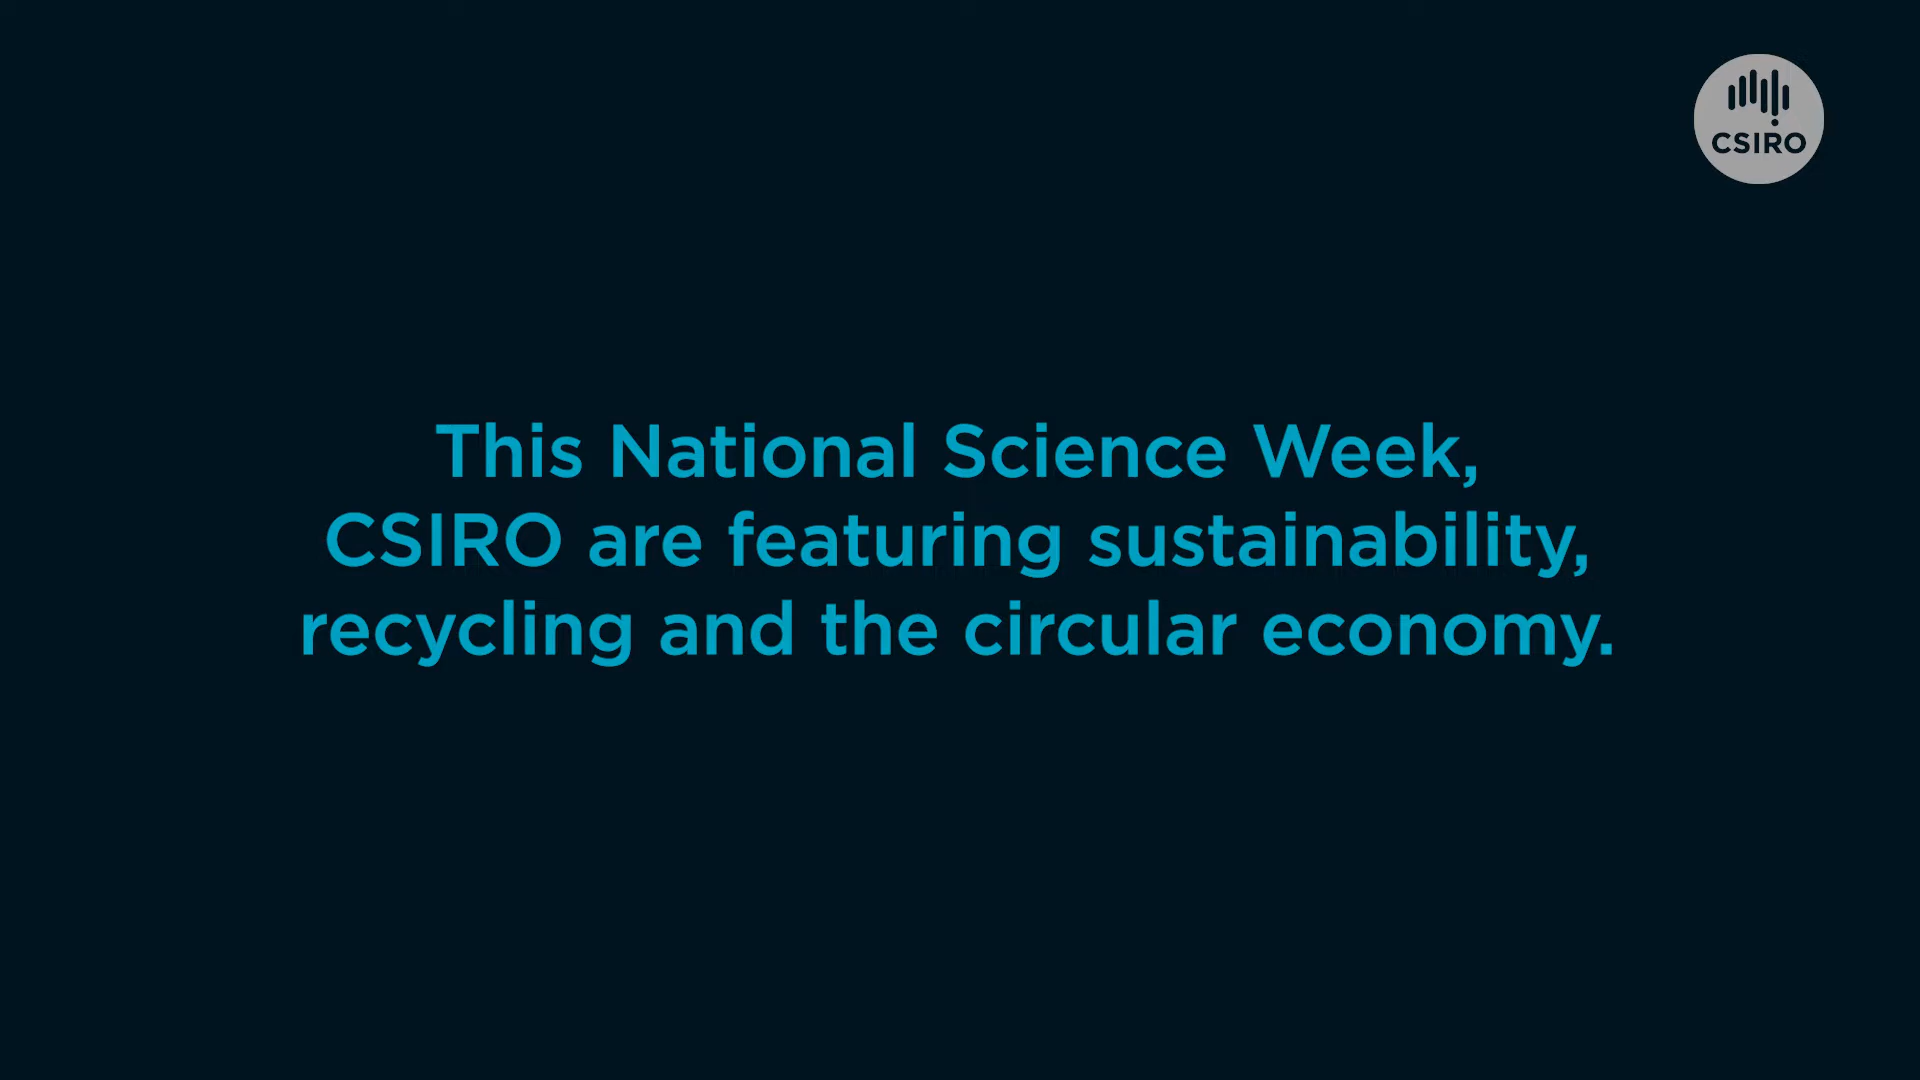 CSIRO
This National Science Week,
CSIRO are featuring sustainability,
recycling and the circular economy.